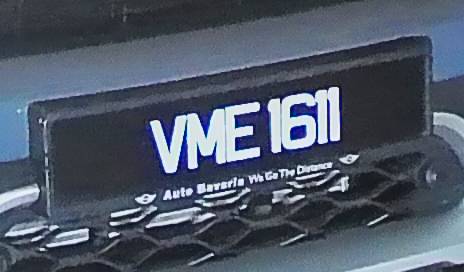 VME 1611
Auto Bavaria We Go The Distance